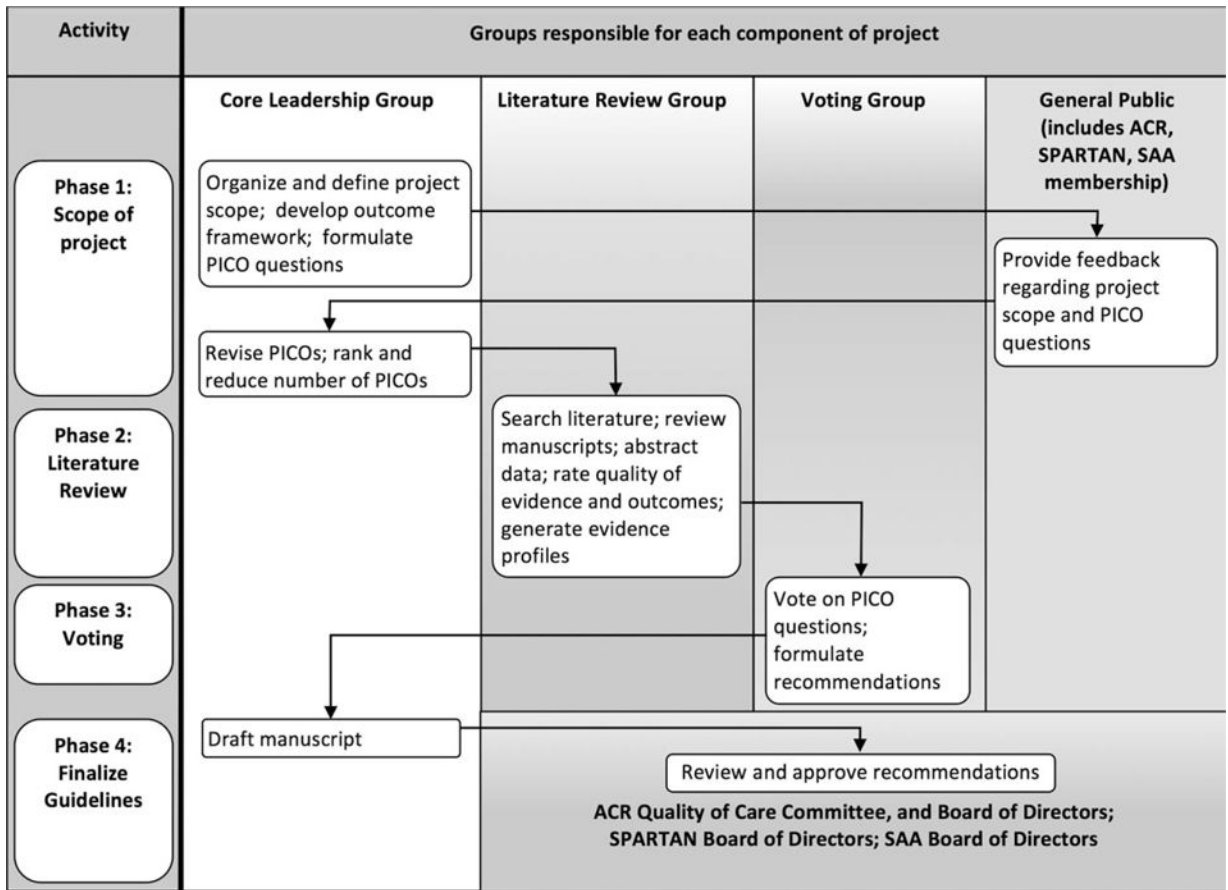 Activity
Groups responsible for each component of project
Core Leadership Group
Literature Review Group
Voting Group
General Public
(includes ACR,
SPARTAN, SAA
membership)
Phase 1:
Scope of
project
Organize and define project
scope;  develop outcome
framework;  formulate
PICO questions
Provide feedback
regarding project
scope and PICO
questions
Revise PICOs; rank and
reduce number of PICOs
Phase 2:
Literature
Review
Search literature; review
manuscripts; abstract
data; rate quality of
evidence and outcomes;
generate evidence
profiles
Phase 3:
Voting
Vote on PICO
questions;
formulate
recommendations
Phase 4:
Finalize
Guidelines
Draft manuscript
Review and approve recommendations
ACR Quality of Care Committee, and Board of Directors;
SPARTAN Board of Directors; SAA Board of Directors